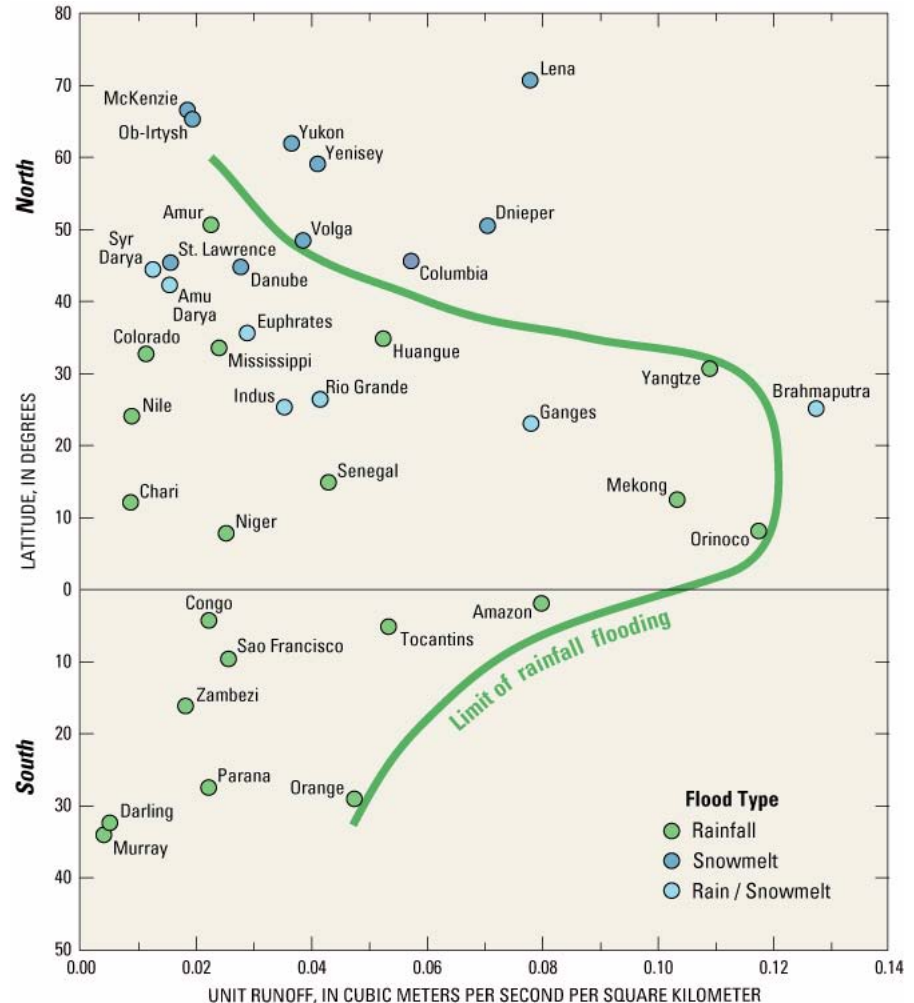 80
70
60
50
40
30
20
10
0
10
20
30
40
50
North
South
LATITUDE, IN DEGREES
Lena
McKenzie
Ob-Irtysh
Yukon
Yenisey
Amur
Volga
Dnieper
Syr
Darya
St. Lawrence
Danube
Columbia
Amu
Darya
Colorado
Euphrates
Mississippi
Huangue
Yangtze
Nile
Indus
Rio Grande
Ganges
Brahmaputra
Chari
Senegal
Mekong
Niger
Orinoco
Congo
Amazon
Tocantins
Sao Francisco
Limit of rainfall flooding
Zambezi
Parana
Orange
Darling
Murray
Flood Type
Rainfall
Snowmelt
Rain / Snowmelt
0.00 0.02 0.04 0.06 0.08 0.10 0.12 0.14
UNIT RUNOFF, IN CUBIC METERS PER SECOND PER SQUARE KILOMETER